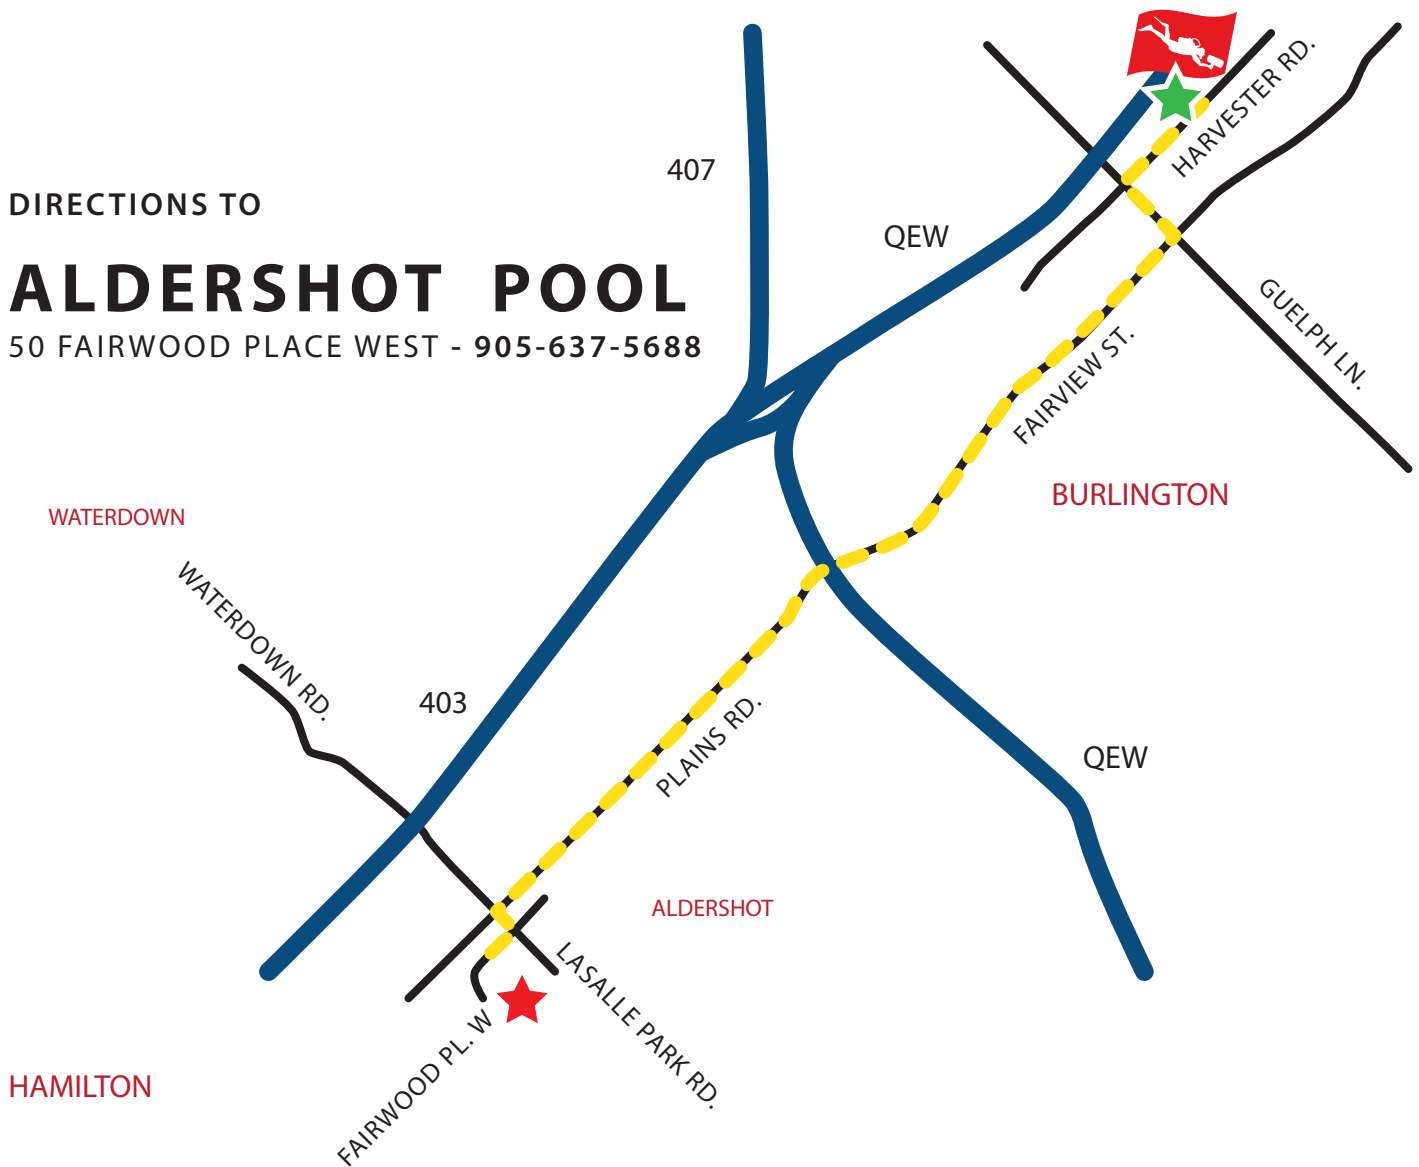 407
HARVESTER RD.
DIRECTIONS TO
QEW
ALDERSHOT POOL
50 FAIRWOOD PLACE WEST - 905-637-5688
GUELPH LN.
FAIRVIEW ST.
BURLINGTON
WATERDOWN
WATERDOWN RD.
403
PLAINS RD.
QEW
ALDERSHOT
LASALLE PARK RD.
FAIRWOOD PL. W
HAMILTON